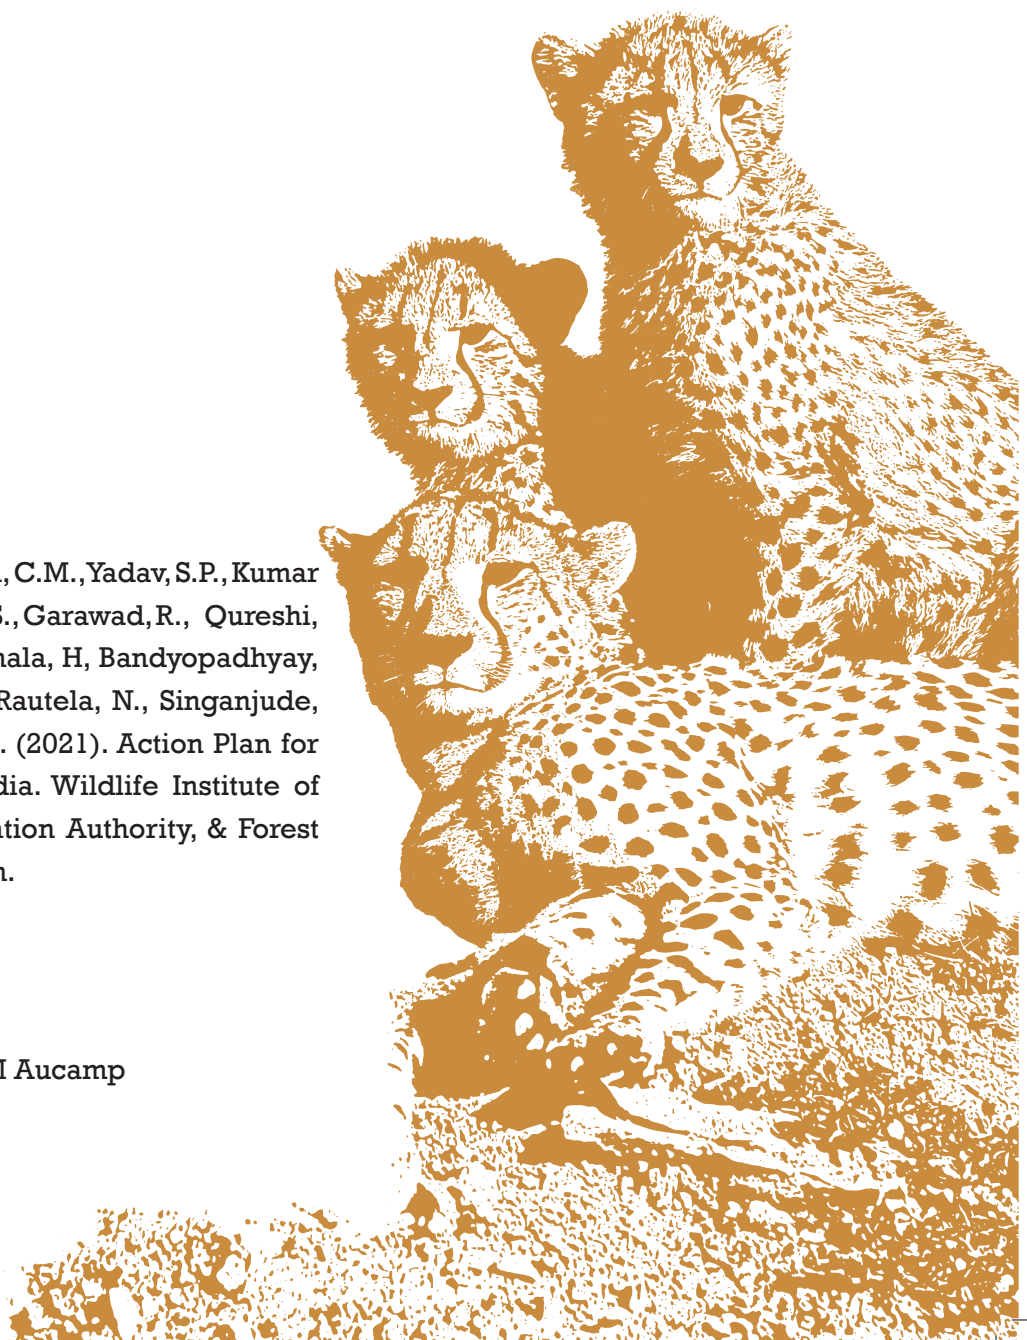 , C.M., Yadav, S.P., Kumar
S., Garawad, R., Qureshi,
hala, H, Bandyopadhyay,
Rautela, N., Singanjude,
. (2021). Action Plan for
dia. Wildlife Institute of
ation Authority, & Forest
n.
M Aucamp